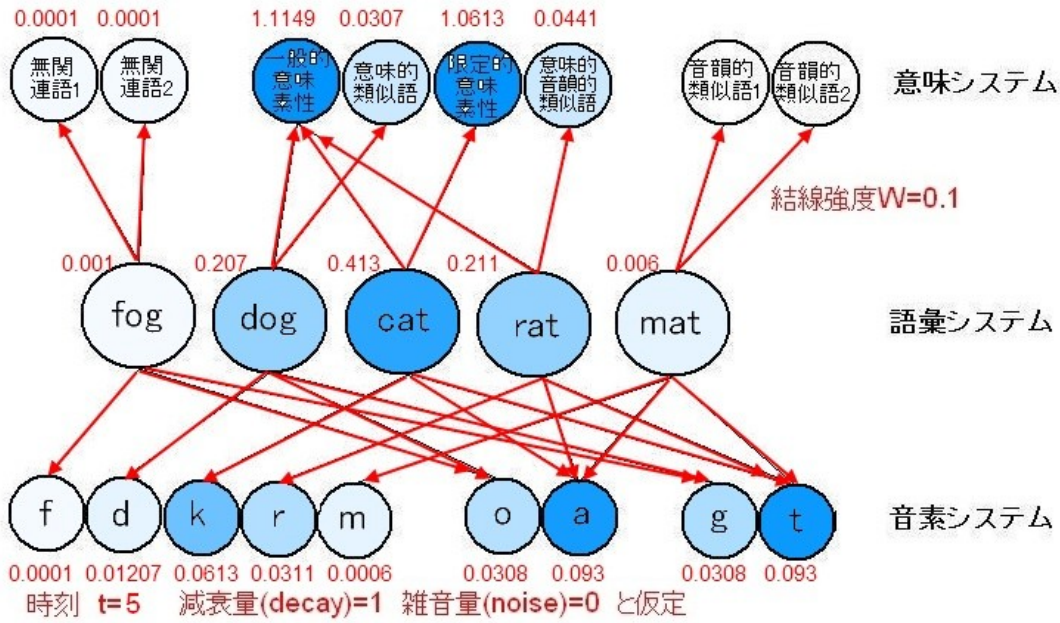 0.0001 0.0001 1.1149 0.0307 1.0613 0.0441
無関
連語1
無関
連語2
一般的
意味
素性
意味的
類似語
限定的
意味
素性
意味的
音韻的
類似語
音韻的
類似語1
音韻的
類似語2
意味システム
結線強度W=0.1
0.001 0.207 0.413 0.211 0.006
fog dog cat rat mat
語彙システム
f d k r m o a g t
音素システム
0.0001 0.01207 0.0613 0.0311 0.0006 0.0308 0.093 0.0308 0.093
時刻 t=5 減衰量(decay)=1 雑音量(noise)=0 と仮定